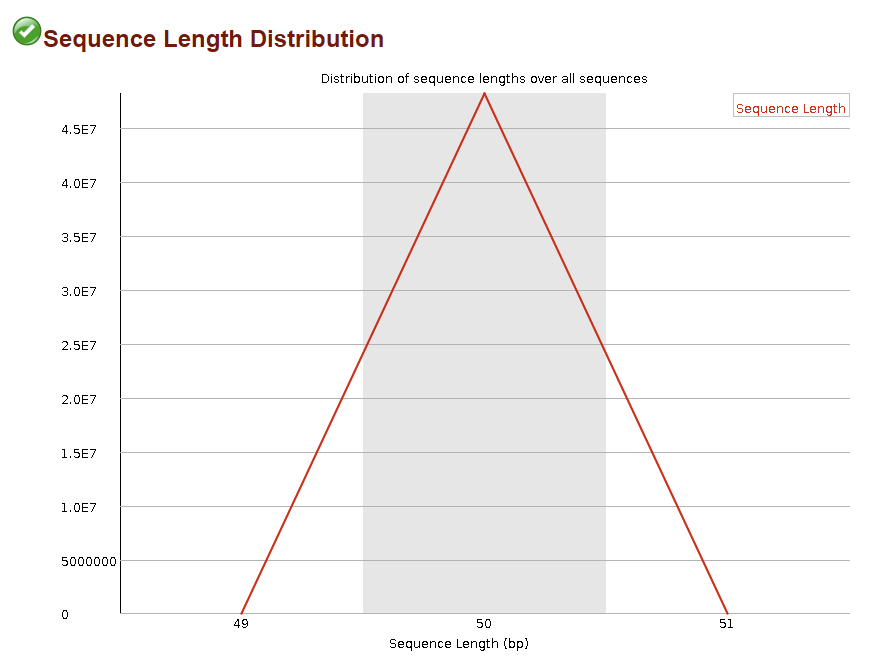 Sequence Length Distribution
Distribution of sequence lengths over all sequences
Sequence Length
4.5E7
4.0E7
3.5E7
3.0E7
2.5E7
2.0E7
1.5E7
1.0E7
5000000
0
49 50 51
Sequence Length (bp)